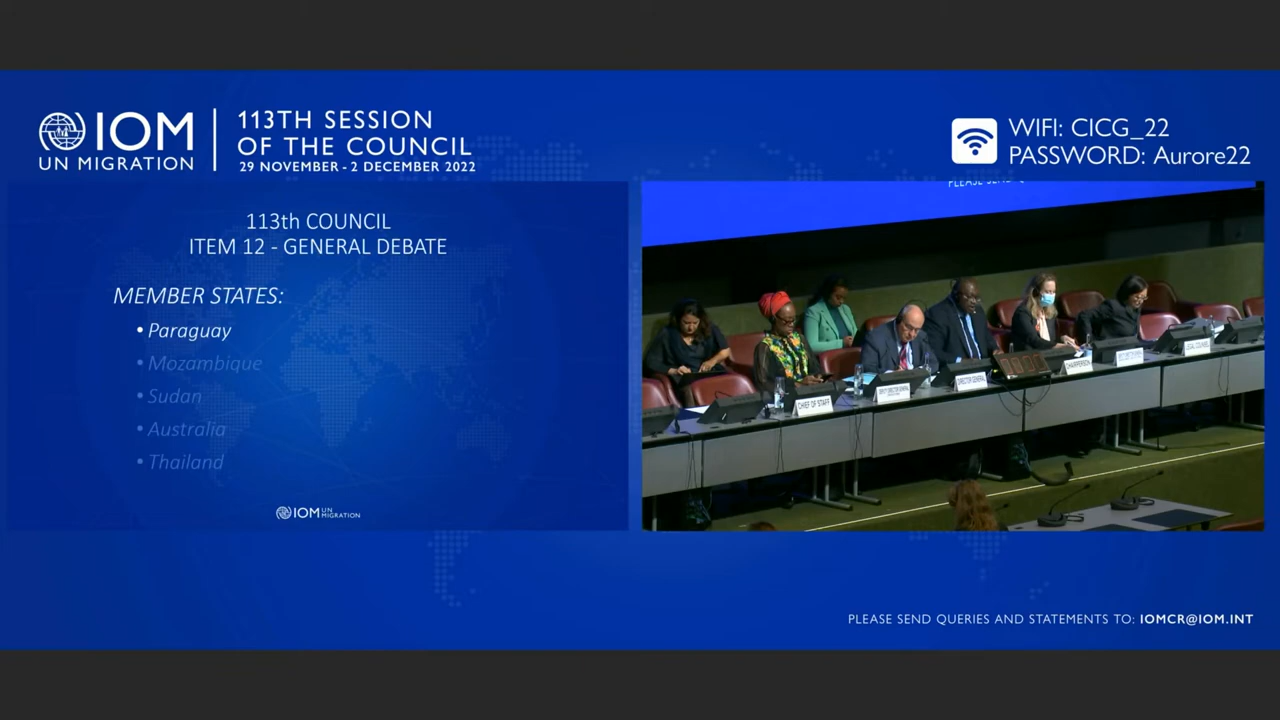 IOM
UN MIGRATION
113TH SESSION
OF THE COUNCIL
29 NOVEMBER - 2 DECEMBER 2022
WIFI: CICG_22
PASSWORD: Aurore22
113th COUNCIL
ITEM 12 - GENERAL DEBATE
MEMBER STATES:
• Paraguay
• Mozambique
• Sudan
• Australia
• Thailand
IOM UN MIGRATION
PLEASE SEND
CHIEF OF STAFF
DIRECTOR GENERAL
CHAIRPERSON
LEGAL COUNSEL
PLEASE SEND QUERIES AND STATEMENTS TO: IOMCR@IOM.INT